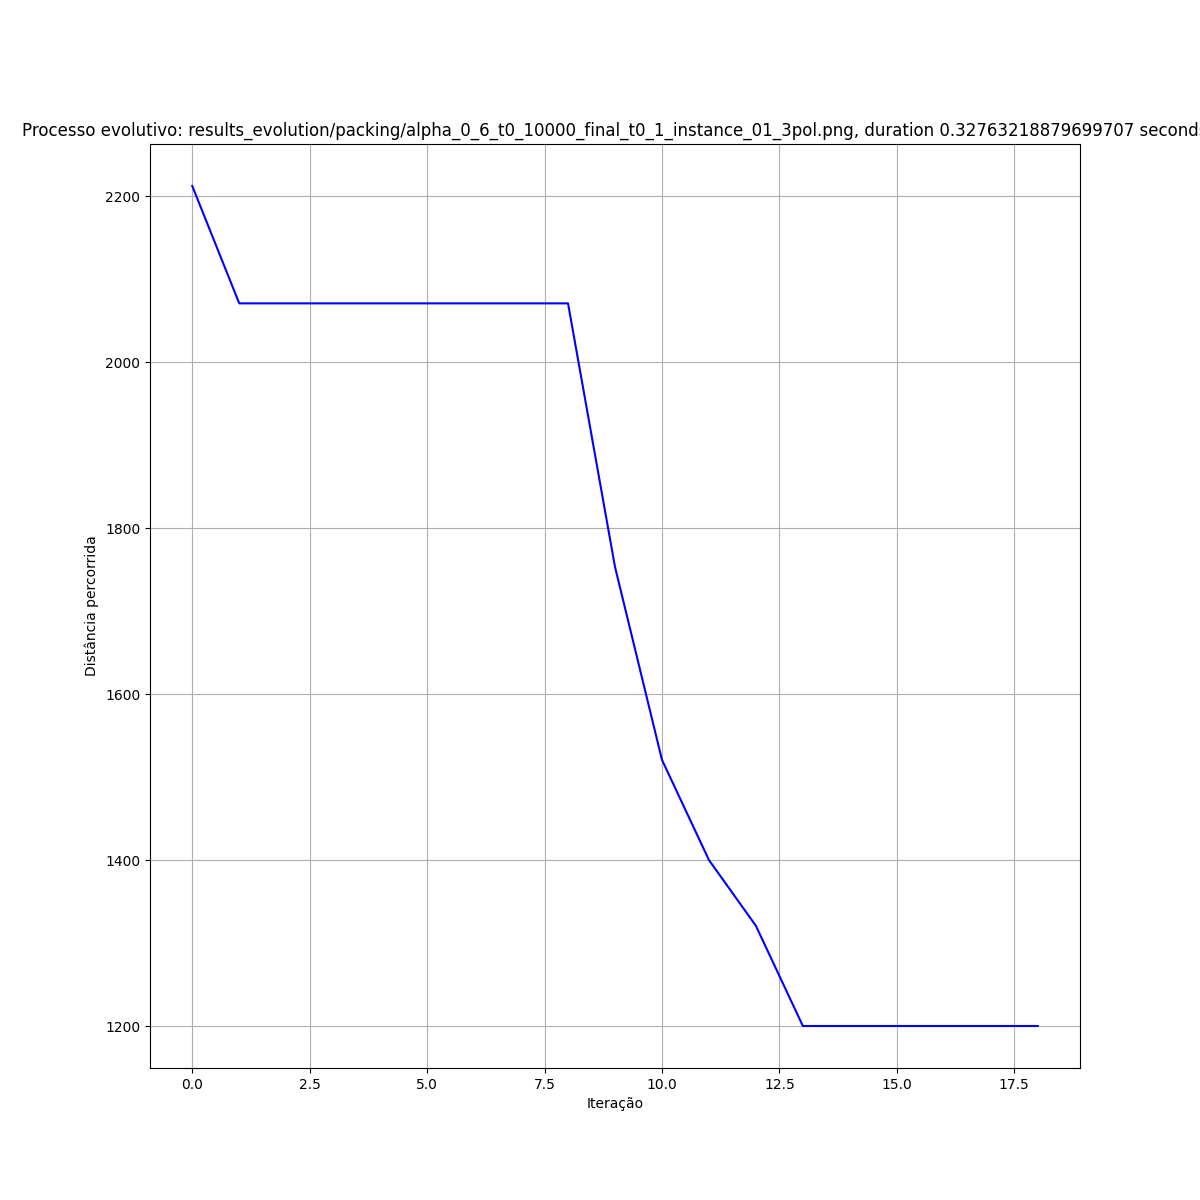 Processo evolutivo: results_evolution/packing/alpha_0_6_t0_10000_final_t0_1_instance_01_3pol.png, duration 0.32763218879699707 second
2200
2000
1800
1600
1400
1200
Distância percorrida
0.0 2.5 5.0 7.5 10.0 12.5 15.0 17.5
Iteração